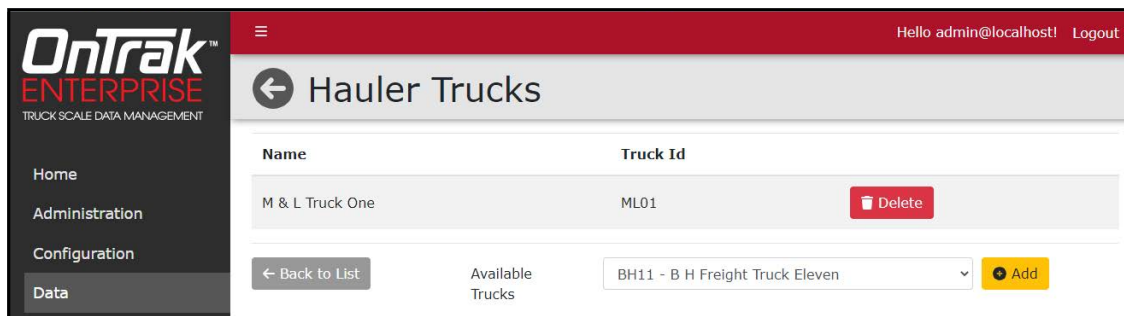 OnTrak™
ENTERPRISE
TRUCK SCALE DATA MANAGEMENT
Home
Administration
Configuration
Data
Hello admin@localhost! Logout
Hauler Trucks
Name Truck Id
M & L Truck One ML01 Delete
Back to List Available Trucks BH11 - B H Freight Truck Eleven Add